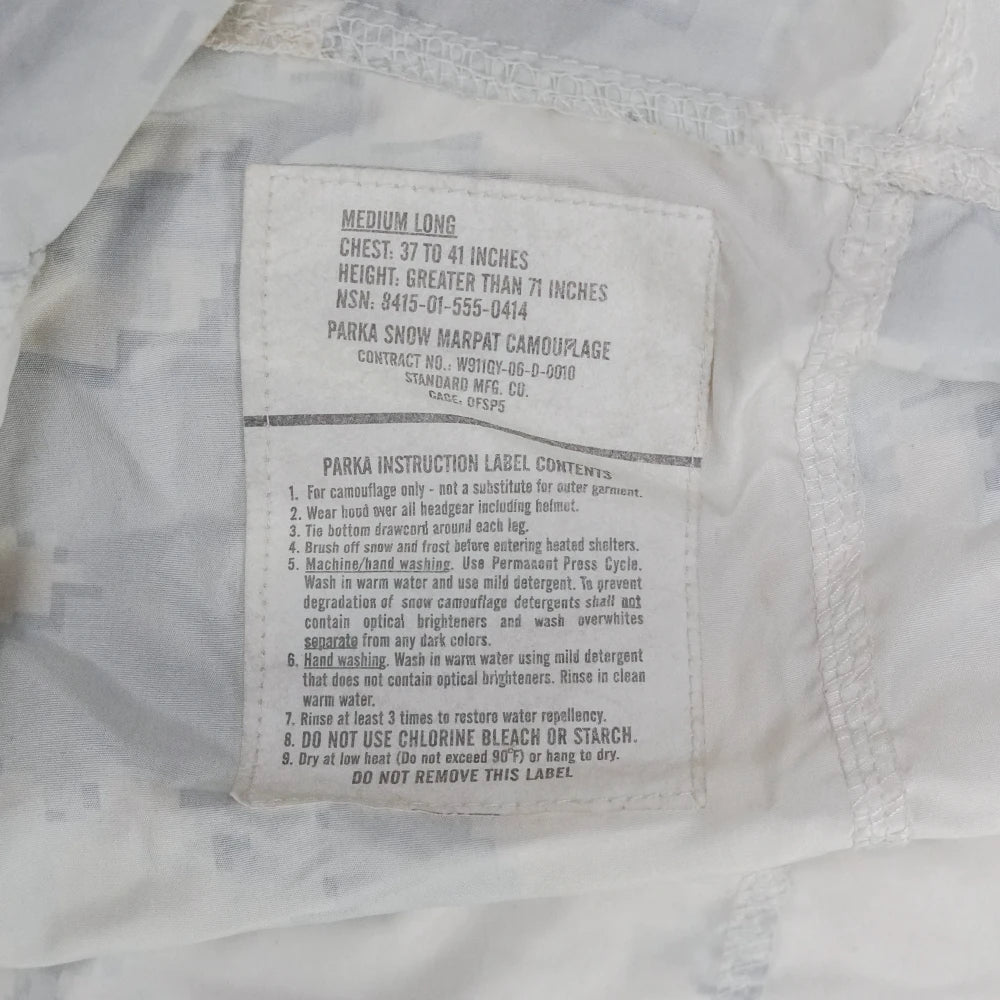 MEDIUM LONG
CHEST: 37 TO 41 INCHES
HEIGHT: GREATER THAN 71 INCHES
NSN: 8415-01-555-0414
PARKA SNOW MARPAT CAMOUFLAGE
CONTRACT NO.: W911QY-06-D-0010
STANDARD MFG. CO.
CAGE: 0FSP5
PARKA INSTRUCTION LABEL CONTENTS
1. For camouflage only - not a substitute for outer garment.
2. Wear hood over all headgear including helmet.
3. Tie bottom drawcord around each leg.
4. Brush off snow and frost before entering heated shelters.
5. Machine/hand washing. Use Permanent Press Cycle.
Wash in warm water and use mild detergent. To prevent
degradation of snow camouflage detergents shall not
contain optical brighteners and wash overwhites
separate from any dark colors.
6. Hand washing. Wash in warm water using mild detergent
that does not contain optical brighteners. Rinse in clean
warm water.
7. Rinse at least 3 times to restore water repellency.
8. DO NOT USE CHLORINE BLEACH OR STARCH.
9. Dry at low heat (Do not exceed 90°F) or hang to dry.
DO NOT REMOVE THIS LABEL